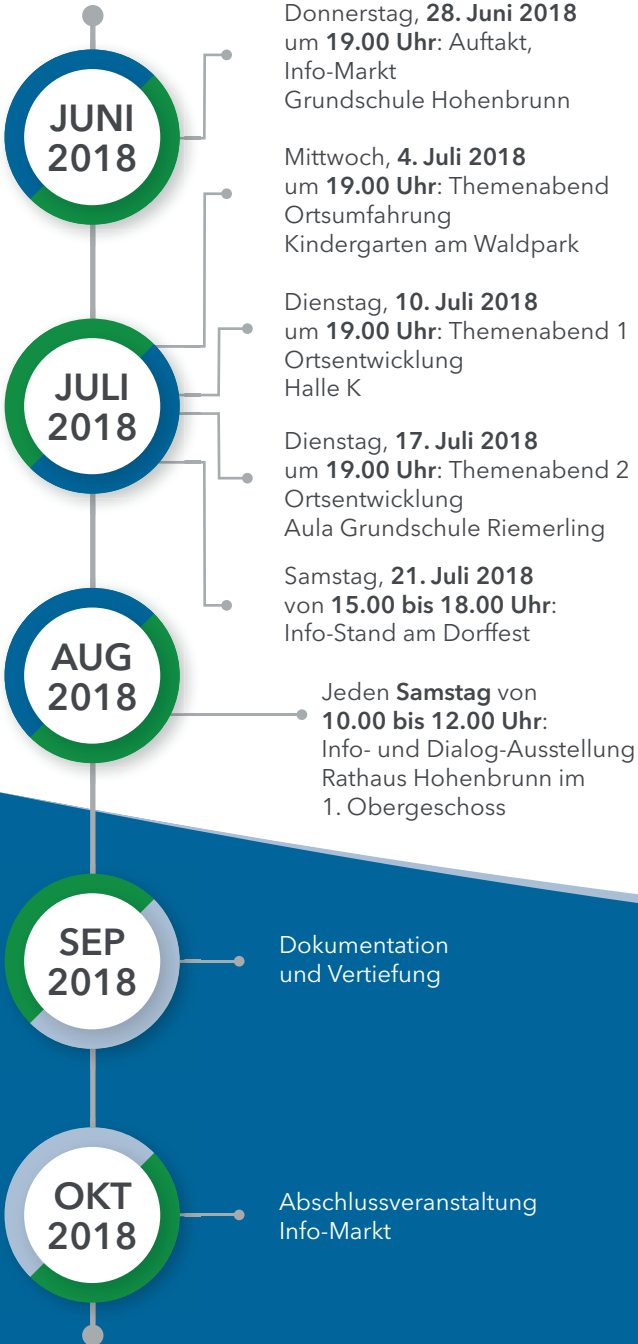 JUNI
2018
Donnerstag, 28. Juni 2018
um 19.00 Uhr: Auftakt,
Info-Markt
Grundschule Hohenbrunn
JULI
2018
Mittwoch, 4. Juli 2018
um 19.00 Uhr: Themenabend
Ortsumfahrung
Kindergarten am Waldpark
Dienstag, 10. Juli 2018
um 19.00 Uhr: Themenabend 1
Ortsentwicklung
Halle K
Dienstag, 17. Juli 2018
um 19.00 Uhr: Themenabend 2
Ortsentwicklung
Aula Grundschule Riemerling
Samstag, 21. Juli 2018
von 15.00 bis 18.00 Uhr:
Info-Stand am Dorffest
AUG
2018
Jeden Samstag von
10.00 bis 12.00 Uhr:
Info- und Dialog-Ausstellung
Rathaus Hohenbrunn im
1. Obergeschoss
SEP
2018
Dokumentation
und Vertiefung
OKT
2018
Abschlussveranstaltung
Info-Markt